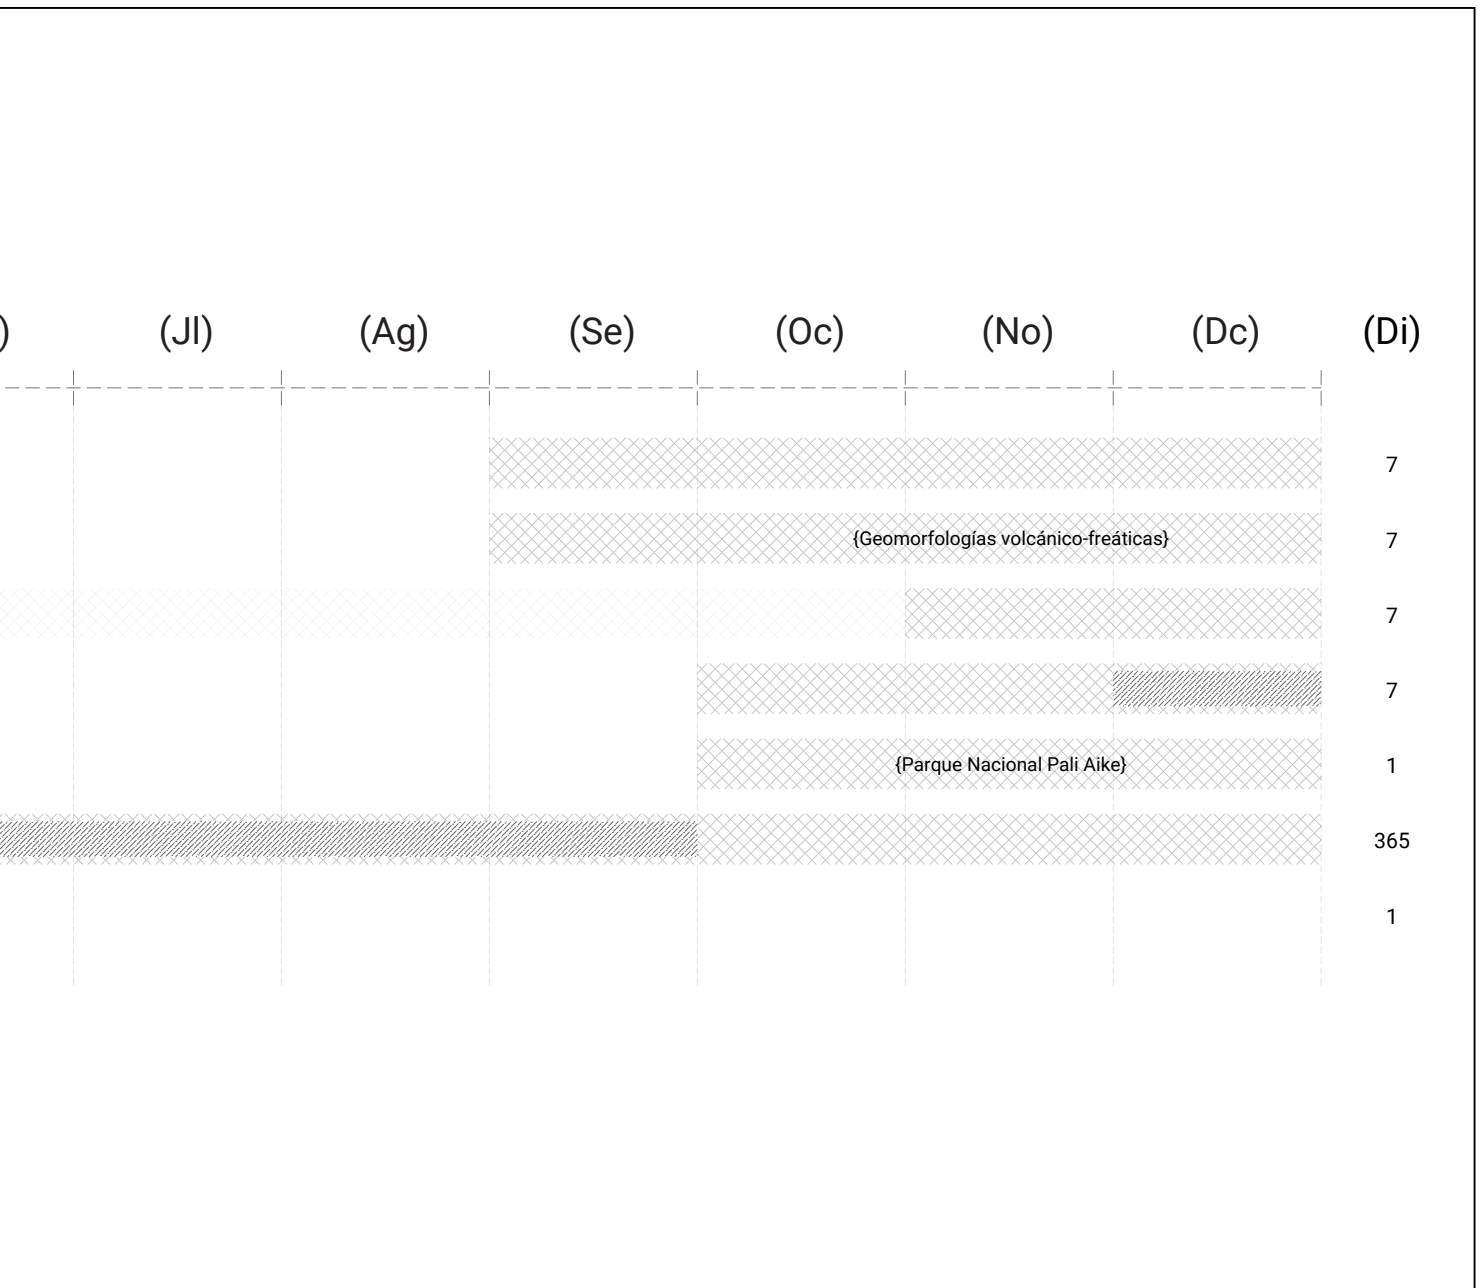 ) (Jl) (Ag) (Se) (Oc) (No) (Dc) (Di)
7
{Geomorfologías volcánico-freáticas} 7
7
7
{Parque Nacional Pali Aike} 1
365
1